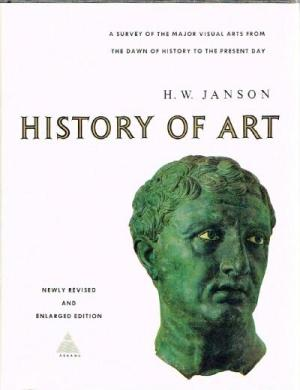 A SURVEY OF THE MAJOR VISUAL ARTS FROM
THE DAWN OF HISTORY TO THE PRESENT DAY
H. W. JANSON
HISTORY OF ART
NEWLY REVISED
AND
ENLARGED EDITION
ABRAMS